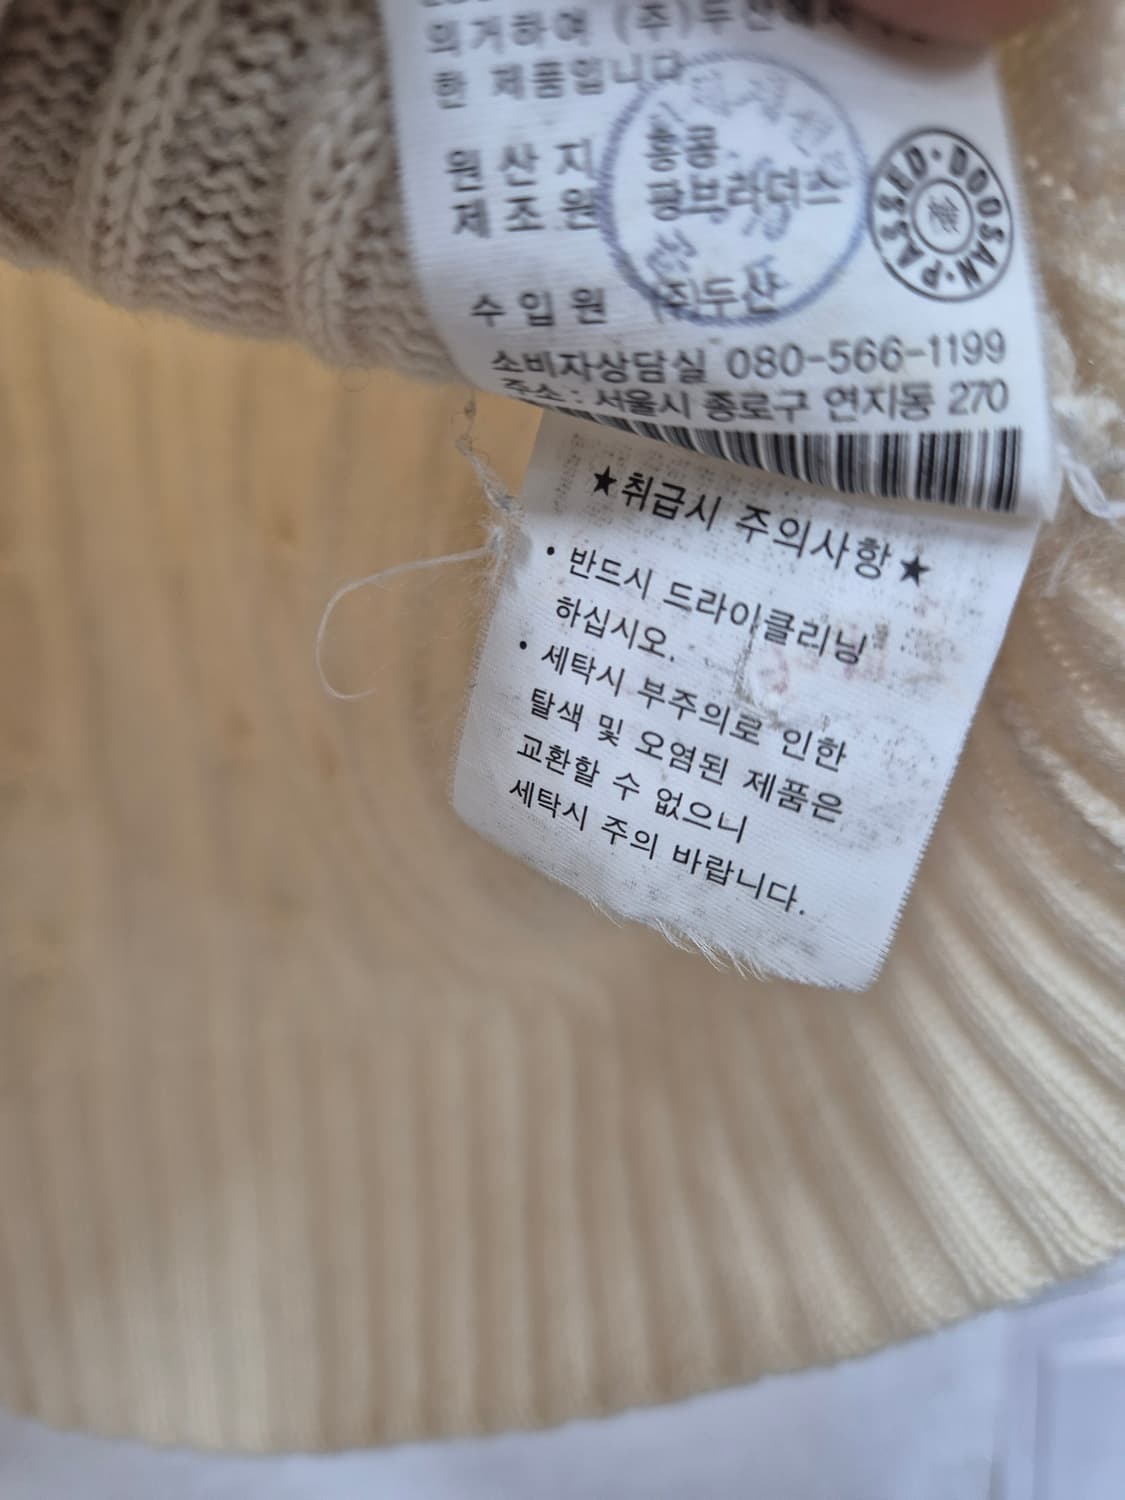 의거하여 (주)두산에서
한 제품입니다
원산지 홍콩
제조원 팡브라더스
수입원 (주)두산
PASSED·DOOSAN·
소비자상담실 080-566-1199
주소 : 서울시 종로구 연지동 270
★취급시 주의사항★
• 반드시 드라이클리닝
하십시오.
• 세탁시 부주의로 인한
탈색 및 오염된 제품은
교환할 수 없으니
세탁시 주의 바랍니다.